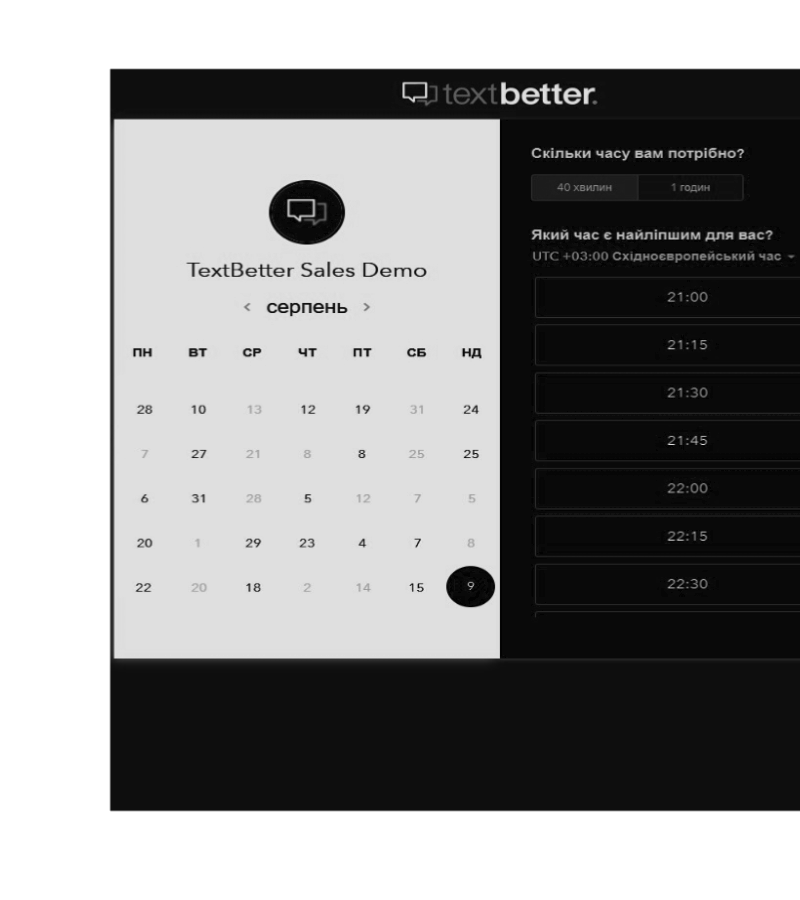 textbetter.
TextBetter Sales Demo
< серпень >
ПН ВТ СР ЧТ ПТ СБ НД
28 10 13 12 19 31 24
7 27 21 8 8 25 25
6 31 28 5 12 7 5
20 1 29 23 4 7 8
22 20 18 2 14 15 9
Скільки часу вам потрібно?
40 хвилин 1 годин
Який час є найліпшим для вас?
UTC +03:00 Східноєвропейський час
21:00
21:15
21:30
21:45
22:00
22:15
22:30